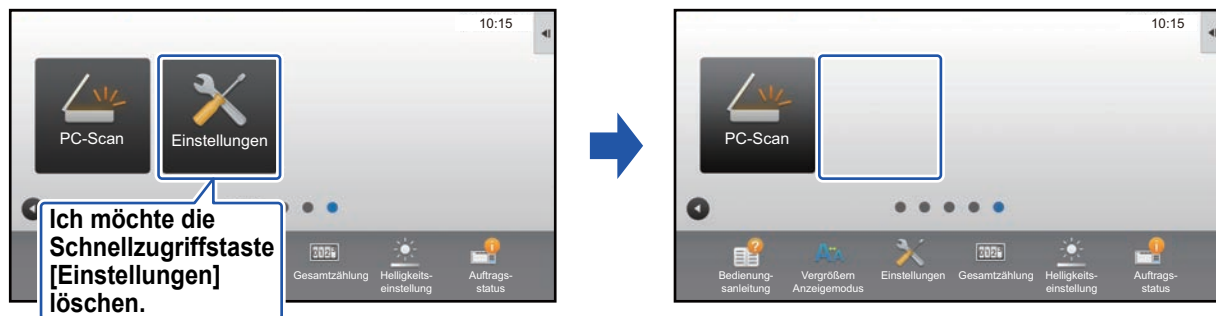 10:15
PC-Scan
Einstellungen
Ich möchte die
Schnellzugriffstaste
[Einstellungen]
löschen.
Gesamtzählung
Helligkeits-
einstellung
Auftrags-
status
10:15
PC-Scan
Bedienung-
sanleitung
Vergrößern
Anzeigemodus
Einstellungen
Gesamtzählung
Helligkeits-
einstellung
Auftrags-
status